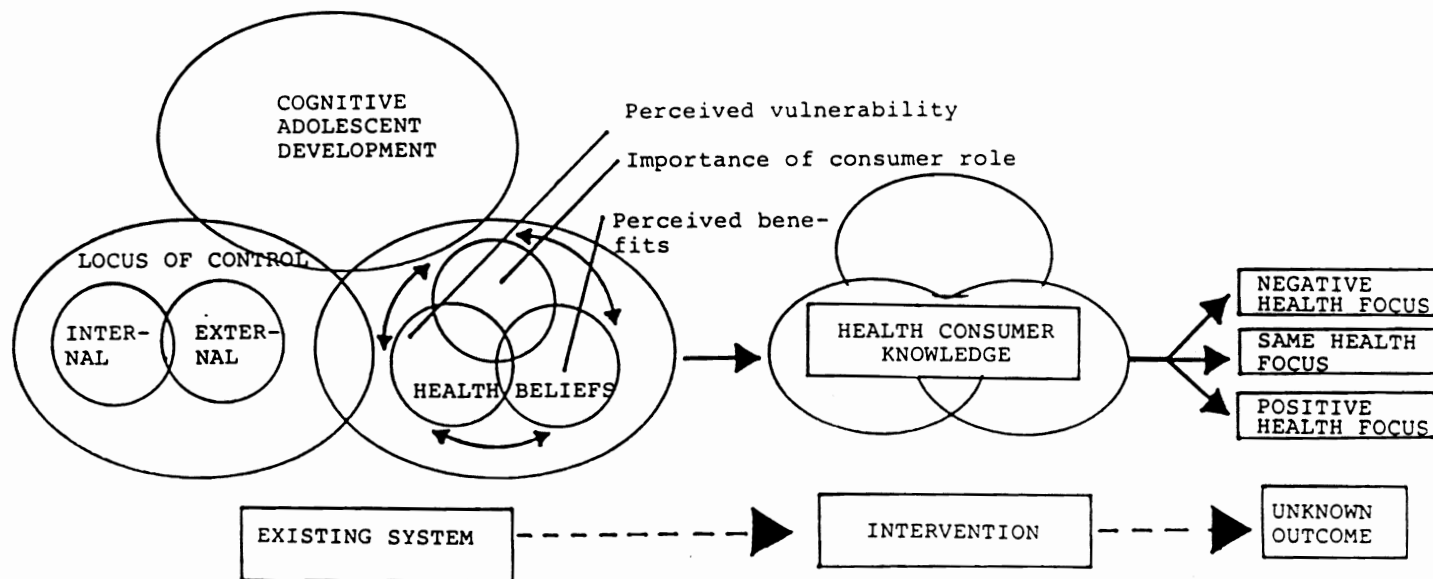 COGNITIVE
ADOLESCENT
DEVELOPMENT
Perceived vulnerability
Importance of consumer role
Perceived bene-
fits
LOCUS OF CONTROL
INTER-
NAL
EXTER-
NAL
HEALTH BELIEFS
HEALTH CONSUMER
KNOWLEDGE
NEGATIVE
HEALTH FOCUS
SAME HEALTH
FOCUS
POSITIVE
HEALTH FOCUS
EXISTING SYSTEM
INTERVENTION
UNKNOWN
OUTCOME